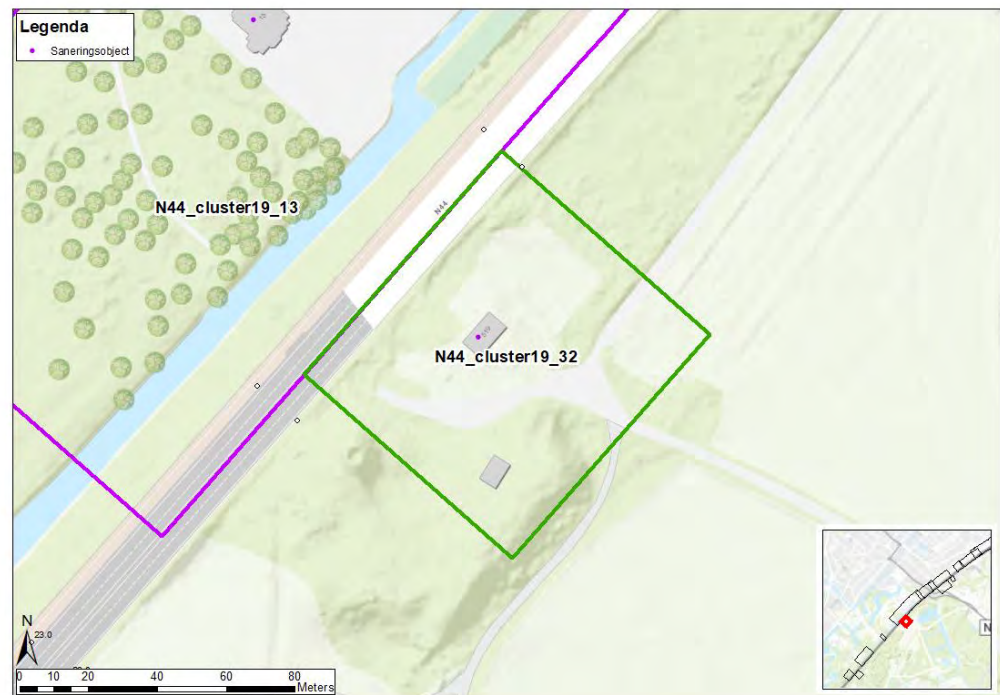 Legenda
Saneringsobject
N44_cluster19_13
N44
N44_cluster19_32
N
23.0
0 10 20 40 60 80
Meters
N